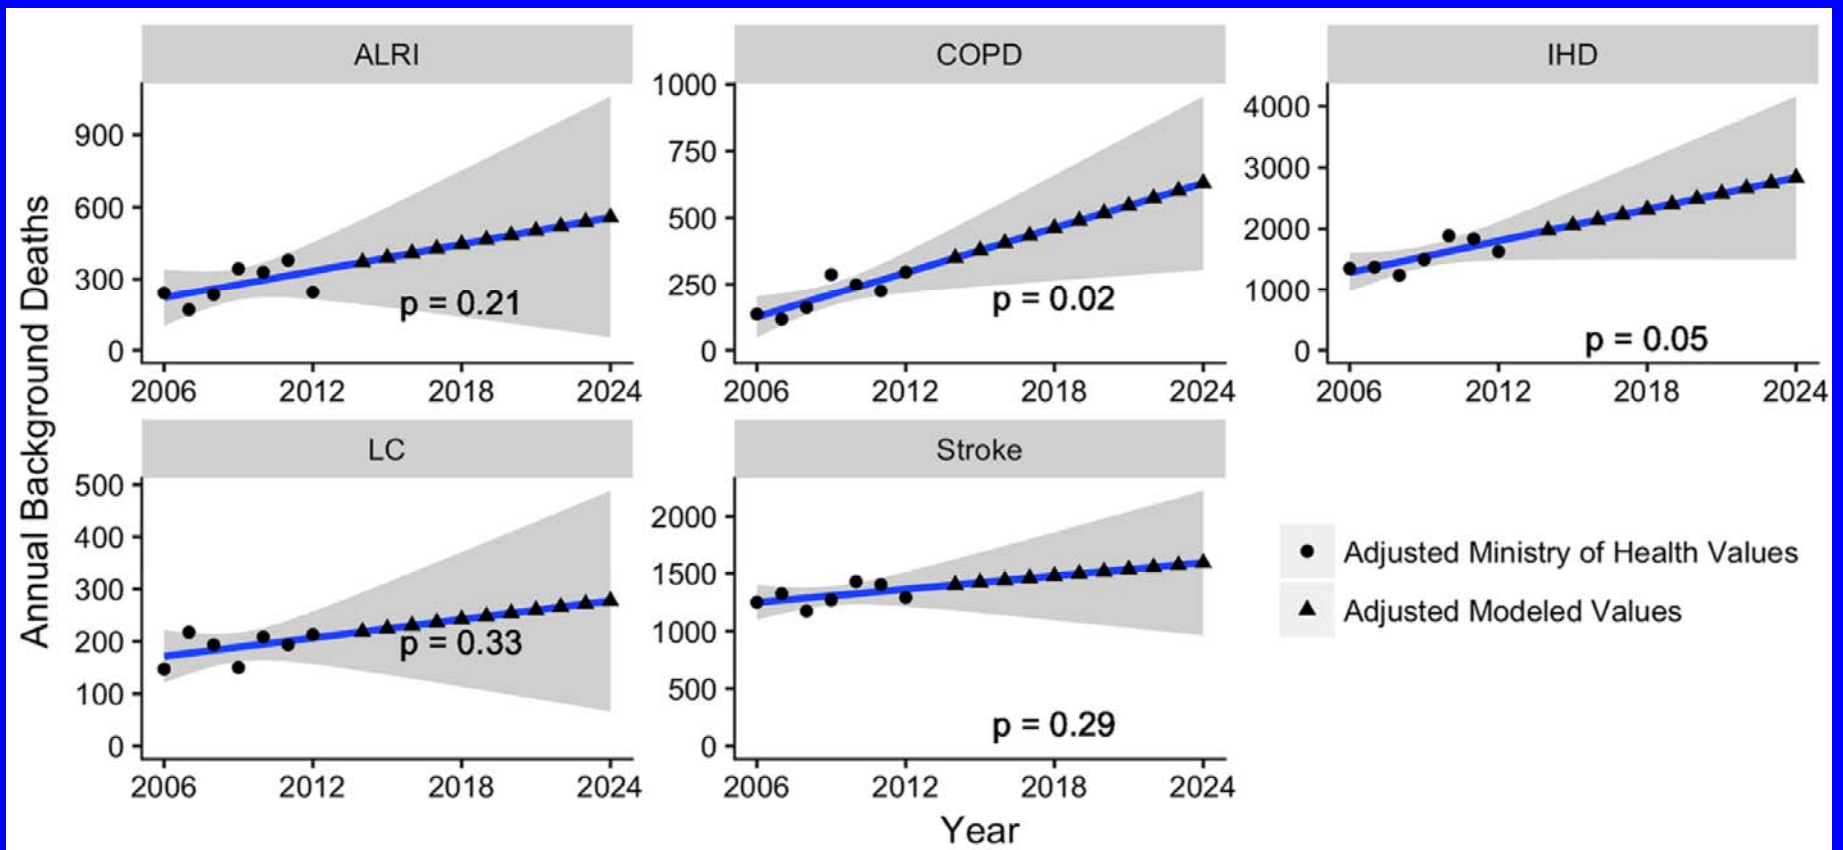 Annual Background Deaths
ALRI
900
600
300
0
p = 0.21
2006 2012 2018 2024
COPD
1000
750
500
250
0
p = 0.02
2006 2012 2018 2024
IHD
4000
3000
2000
1000
0
p = 0.05
2006 2012 2018 2024
LC
500
400
300
200
100
0
p = 0.33
2006 2012 2018 2024
Stroke
2000
1500
1000
500
0
p = 0.29
2006 2012 2018 2024
Adjusted Ministry of Health Values
Adjusted Modeled Values
Year